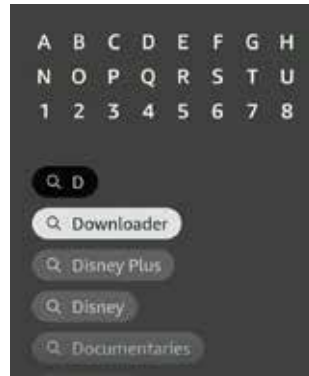 A B C D E F G H
N O P Q R S T U
1 2 3 4 5 6 7 8
D
Downloader
Disney Plus
Disney
Documentaries